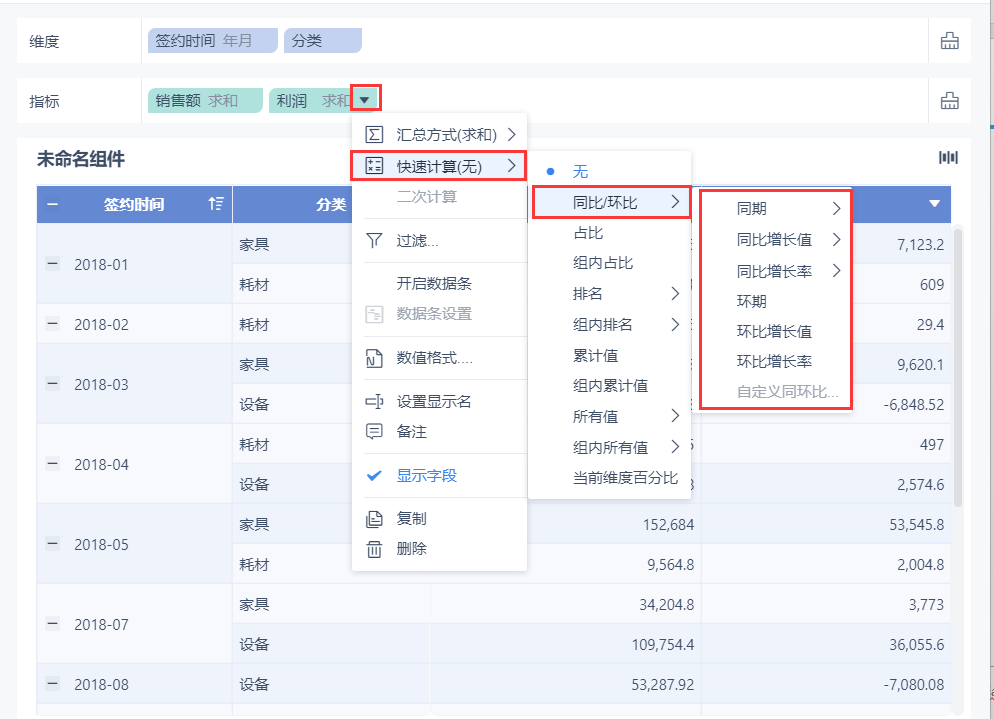 维度
签约时间 年月
分类
指标
销售额 求和
利润 求和
未命名组件
签约时间
分类
2018-01
家具
7,123.2
耗材
609
2018-02
耗材
29.4
2018-03
家具
9,620.1
设备
-6,848.52
2018-04
耗材
497
设备
2,574.6
2018-05
家具
152,684
53,545.8
耗材
9,564.8
2,004.8
2018-07
家具
34,204.8
3,773
设备
109,754.4
36,055.6
2018-08
设备
53,287.92
-7,080.08
汇总方式(求和)
快速计算(无)
二次计算
过滤...
开启数据条
数据条设置
数值格式....
设置显示名
备注
显示字段
复制
删除
无
同比/环比
占比
组内占比
排名
组内排名
累计值
组内累计值
所有值
组内所有值
当前维度百分比
同期
同比增长值
同比增长率
环期
环比增长值
环比增长率
自定义同环比...